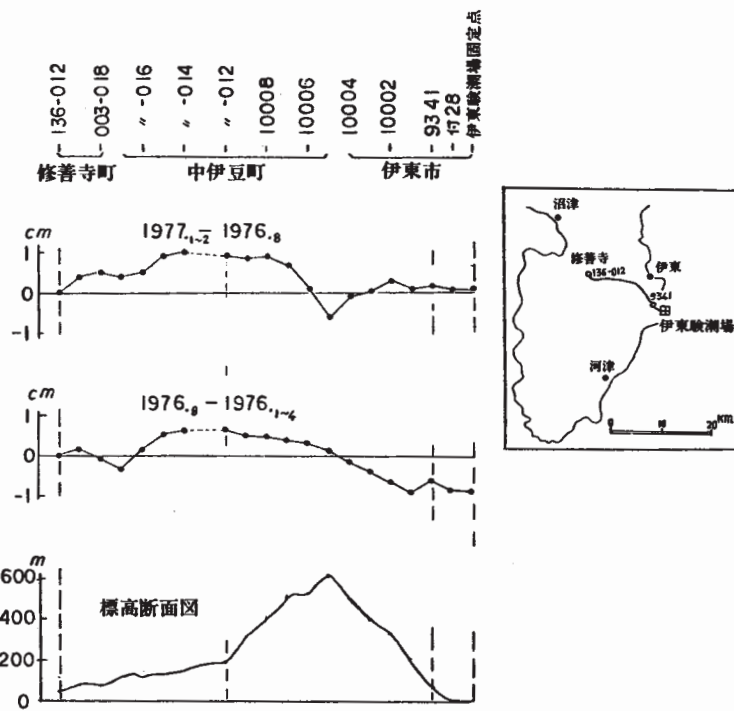 136-012
003-018
〃 -016
〃 -014
〃 -012
10008
10006
10004
10002
9341
付28
伊東験潮場固定点
修善寺町
中伊豆町
伊東市
cm
1977.₁~₂ − 1976.₈
1
0
-1
cm
1976.₈ − 1976.₁~₄
1
0
-1
m
600
400
200
0
標高断面図
沼津
修善寺
136-012
伊東
9341
伊東験潮場
河津
0
10
20
KM